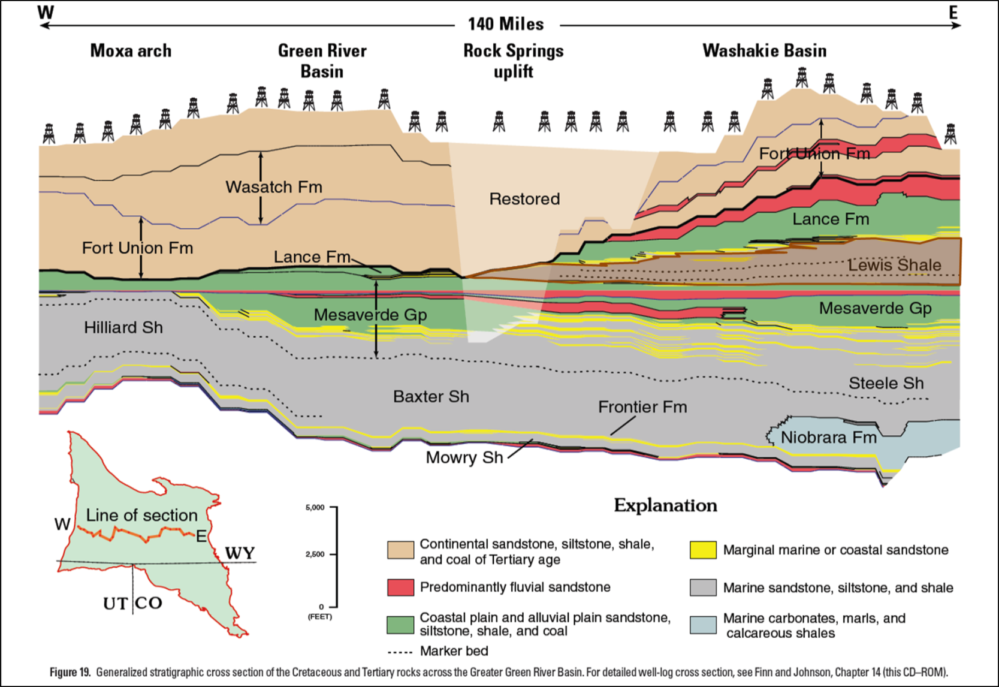 W
E
140 Miles
Moxa arch
Green River
Basin
Rock Springs
uplift
Washakie Basin
Fort Union Fm
Wasatch Fm
Restored
Lance Fm
Fort Union Fm
Lance Fm
Lewis Shale
Mesaverde Gp
Mesaverde Gp
Hilliard Sh
Steele Sh
Baxter Sh
Frontier Fm
Niobrara Fm
Mowry Sh
Line of section
W
E
WY
UT
CO
5,000
2,500
0
(FEET)
Explanation
Continental sandstone, siltstone, shale,
and coal of Tertiary age
Predominantly fluvial sandstone
Coastal plain and alluvial plain sandstone,
siltstone, shale, and coal
Marker bed
Marginal marine or coastal sandstone
Marine sandstone, siltstone, and shale
Marine carbonates, marls, and
calcareous shales
Figure 19. Generalized stratigraphic cross section of the Cretaceous and Tertiary rocks across the Greater Green River Basin. For detailed well-log cross section, see Finn and Johnson, Chapter 14 (this CD–ROM).